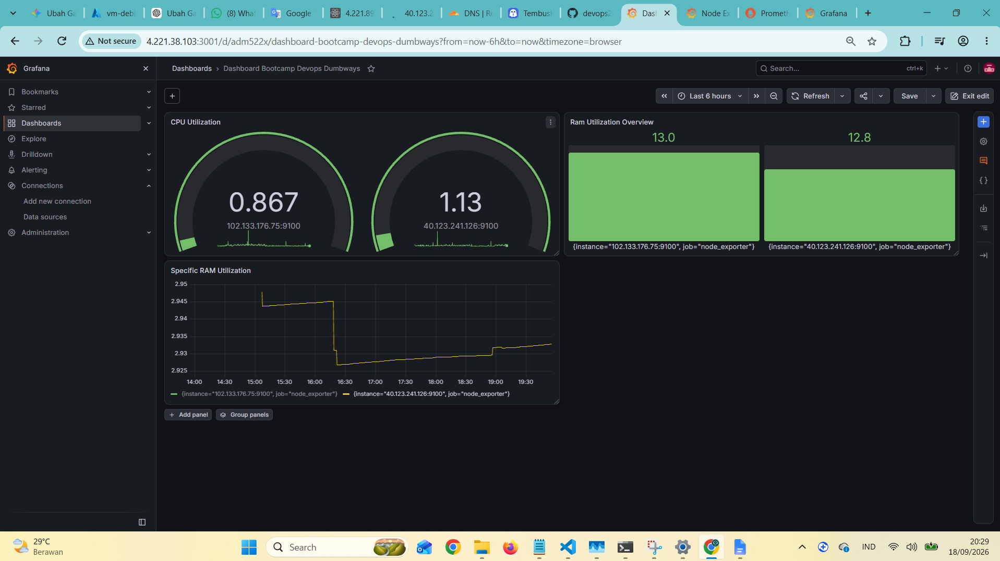 Ubah Ga
vm-debi
Ubah Ga
(8) What
Google T
4.221.89
40.123.2
DNS | Re
Tembusk
devops2
Dash
Node Ex
Prometh
Grafana
Not secure
4.221.38.103:3001/d/adm522x/dashboard-bootcamp-devops-dumbways?from=now-6h&to=now&timezone=browser
Grafana
Dashboards › Dashboard Bootcamp Devops Dumbways
Search...
ctrl+k
Bookmarks
Starred
Dashboards
Explore
Drilldown
Alerting
Connections
Add new connection
Data sources
Administration
Last 6 hours
Refresh
Save
Exit edit
CPU Utilization
0.867
102.133.176.75:9100
1.13
40.123.241.126:9100
Ram Utilization Overview
13.0
12.8
{instance="102.133.176.75:9100", job="node_exporter"}
{instance="40.123.241.126:9100", job="node_exporter"}
Specific RAM Utilization
2.95
2.945
2.94
2.935
2.93
2.925
14:00 14:30 15:00 15:30 16:00 16:30 17:00 17:30 18:00 18:30 19:00 19:30
{instance="102.133.176.75:9100", job="node_exporter"} {instance="40.123.241.126:9100", job="node_exporter"}
Add panel
Group panels
29°C
Berawan
Search
IND
20:29
18/09/2026